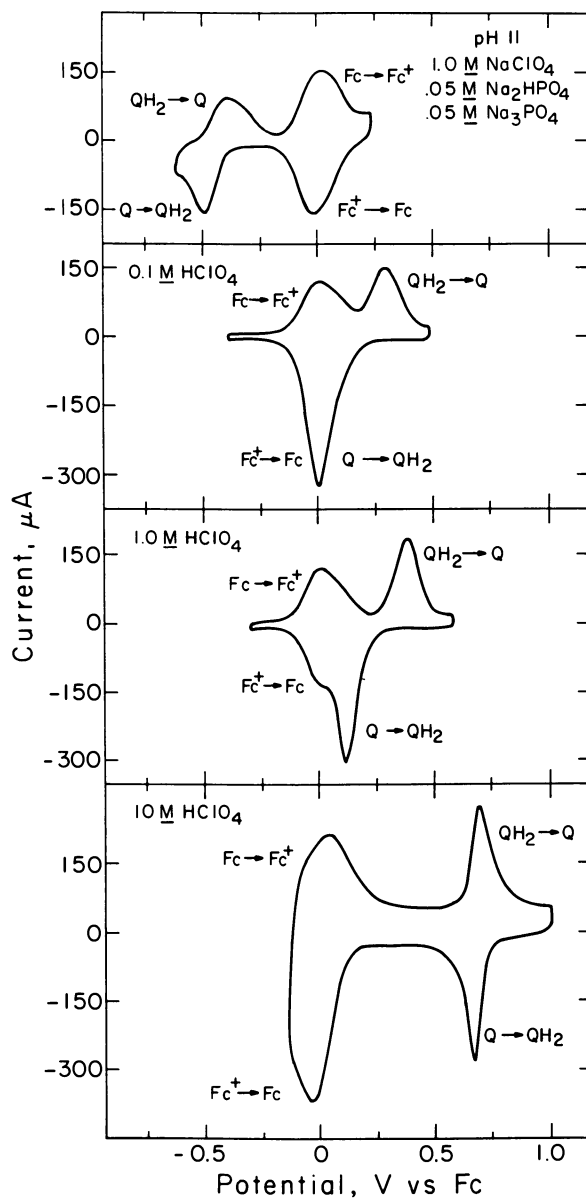 pH 11
1.0 M NaClO₄
.05 M Na₂HPO₄
.05 M Na₃PO₄
QH₂→Q
Fc→Fc⁺
150
0
-150
Q→QH₂
Fc⁺→Fc
0.1 M HClO₄
Fc→Fc⁺
QH₂→Q
150
0
-150
-300
Fc⁺→Fc
Q→QH₂
1.0 M HClO₄
Fc→Fc⁺
QH₂→Q
150
0
-150
-300
Fc⁺→Fc
Q→QH₂
10 M HClO₄
Fc→Fc⁺
QH₂→Q
150
0
-150
-300
Fc⁺→Fc
Q→QH₂
Current, μA
-0.5 0 0.5 1.0
Potential, V vs Fc